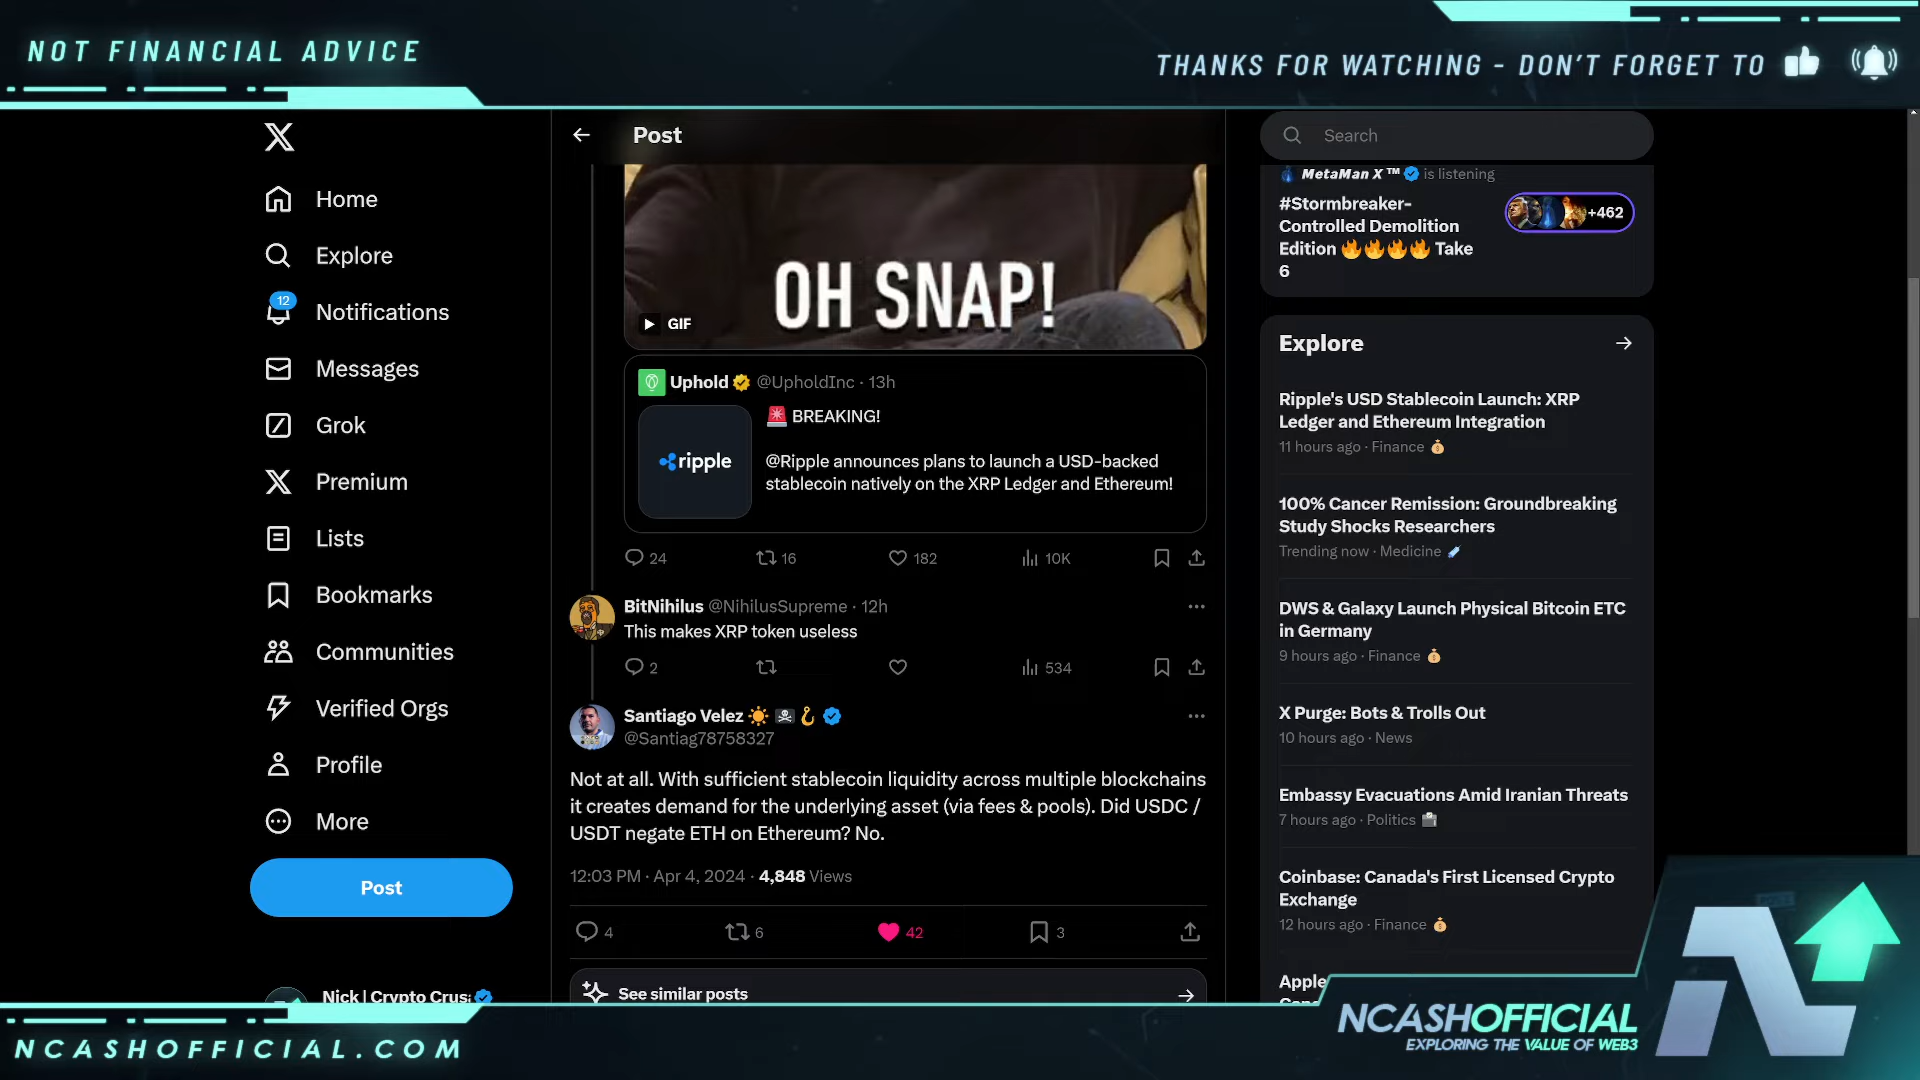 NOT FINANCIAL ADVICE
THANKS FOR WATCHING - DON'T FORGET TO
X
Home
Explore
12
Notifications
Messages
Grok
Premium
Lists
Bookmarks
Communities
Verified Orgs
Profile
More
Post
Nick | Crypto Crus
Post
OH SNAP!
GIF
Uphold @UpholdInc · 13h
ripple
🚨 BREAKING!
@Ripple announces plans to launch a USD-backed
stablecoin natively on the XRP Ledger and Ethereum!
24 16 182 10K
BitNihilus @NihilusSupreme · 12h
This makes XRP token useless
2 534
Santiago Velez ☀️ 🏴‍☠️ 🪝
@Santiag78758327
Not at all. With sufficient stablecoin liquidity across multiple blockchains
it creates demand for the underlying asset (via fees & pools). Did USDC /
USDT negate ETH on Ethereum? No.
12:03 PM · Apr 4, 2024 · 4,848 Views
4 6 42 3
See similar posts
Search
MetaMan X ™ is listening
#Stormbreaker-
Controlled Demolition
Edition 🔥🔥🔥🔥 Take
6
+462
Explore
Ripple's USD Stablecoin Launch: XRP
Ledger and Ethereum Integration
11 hours ago · Finance 💰
100% Cancer Remission: Groundbreaking
Study Shocks Researchers
Trending now · Medicine
DWS & Galaxy Launch Physical Bitcoin ETC
in Germany
9 hours ago · Finance 💰
X Purge: Bots & Trolls Out
10 hours ago · News
Embassy Evacuations Amid Iranian Threats
7 hours ago · Politics
Coinbase: Canada's First Licensed Crypto
Exchange
12 hours ago · Finance 💰
Apple
NCASHOFFICIAL.COM
NCASHOFFICIAL
EXPLORING THE VALUE OF WEB3